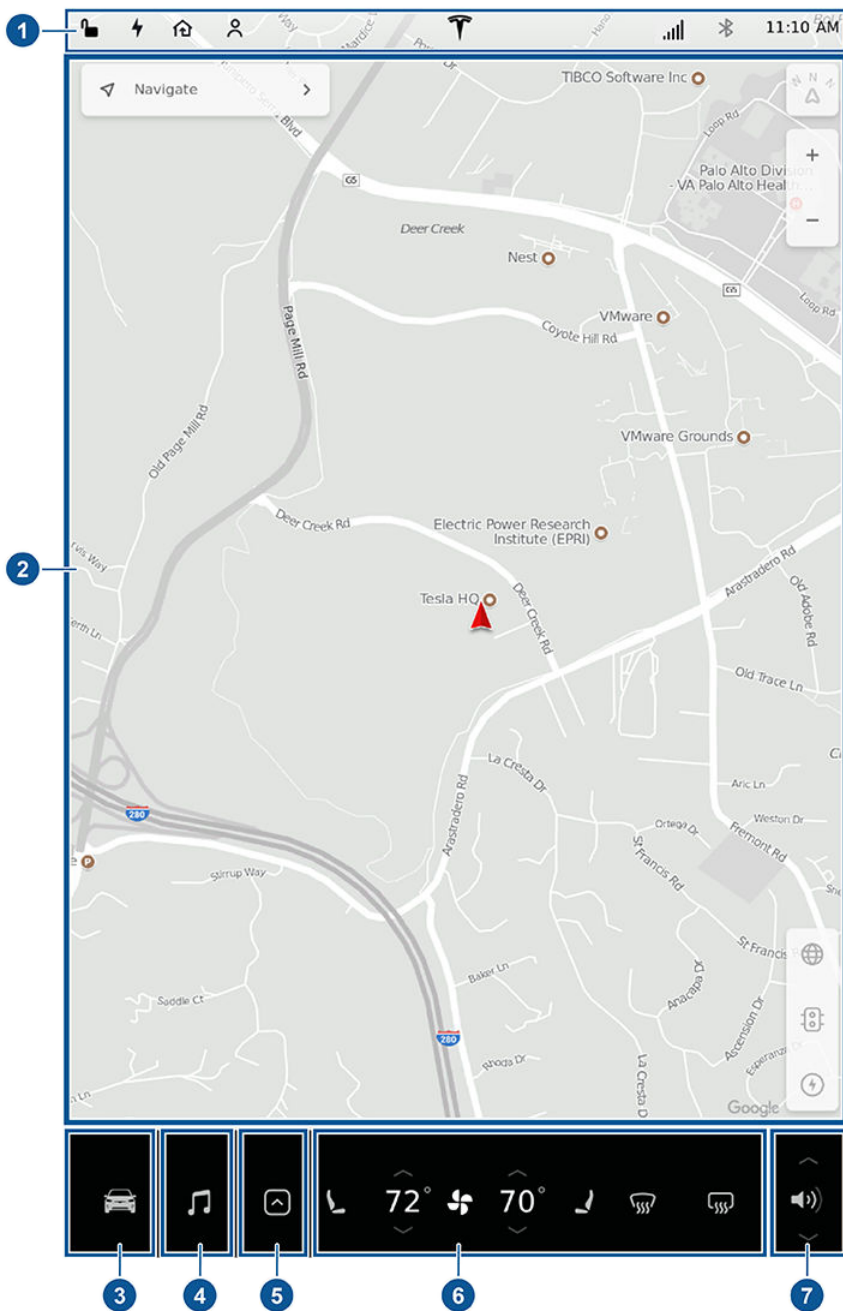 1
11:10 AM
Navigate
TIBCO Software Inc
N N N
Loop Rd
Palo Alto Division
- VA Palo Alto Health...
H
G5
Deer Creek
Nest
G5
Loop Rd
VMware
Coyote Hill Rd
Page Mill Rd
Old Page Mill Rd
VMware Grounds
Deer Creek Rd
Electric Power Research
Institute (EPRI)
2
Arastradero Rd
Old Adobe Rd
Tesla HQ
Deer Creek Rd
Old Trace Ln
La Cresta Dr
Aric Ln
280
Arastradero Rd
Ortega Dr
Weston Dr
Fremont Rd
P
Stirrup Way
St Francis Rd
St Francis
Baker Ln
Anacapa Dr
Saddle Ct
Ascension Dr
280
Rhoda Dr
La Cresta D
Esperanza
Google
72°
70°
3
4
5
6
7